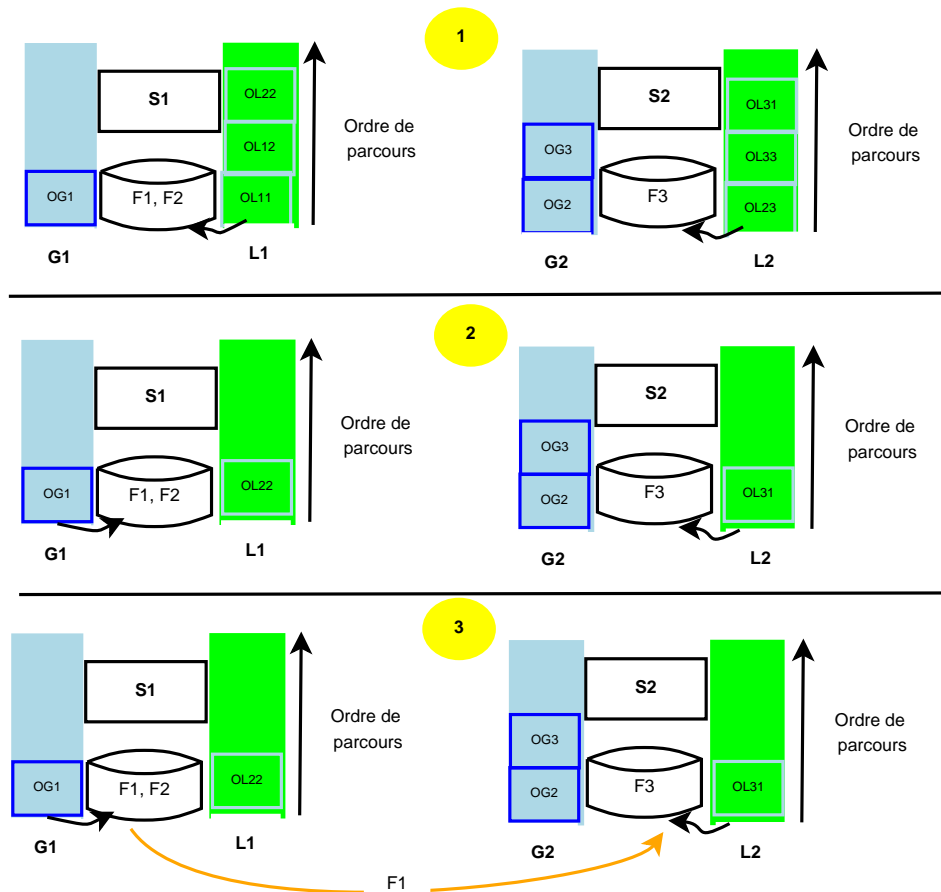 1
S1
OL22
OL12
OG1
F1, F2
OL11
Ordre de
parcours
G1
L1
S2
OL31
OG3
OL33
OG2
F3
OL23
Ordre de
parcours
G2
L2
2
S1
OG1
F1, F2
OL22
Ordre de
parcours
G1
L1
S2
OG3
OG2
F3
OL31
Ordre de
parcours
G2
L2
3
S1
OG1
F1, F2
OL22
Ordre de
parcours
G1
L1
S2
OG3
OG2
F3
OL31
Ordre de
parcours
G2
L2
F1